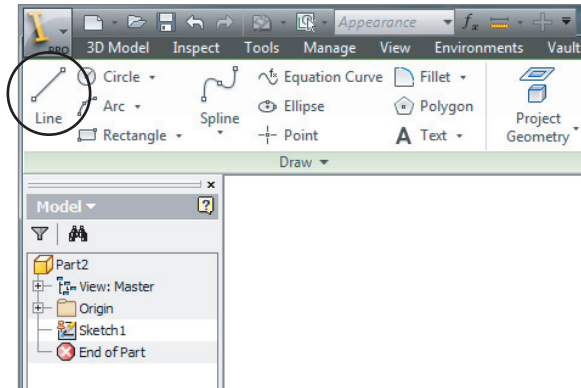 Appearance fx
PRO 3D Model Inspect Tools Manage View Environments Vault
Circle Equation Curve Fillet
Line Arc Spline Ellipse Polygon Project Geometry
Rectangle Point A Text
Draw
Model
Part2
View: Master
Origin
Sketch1
End of Part